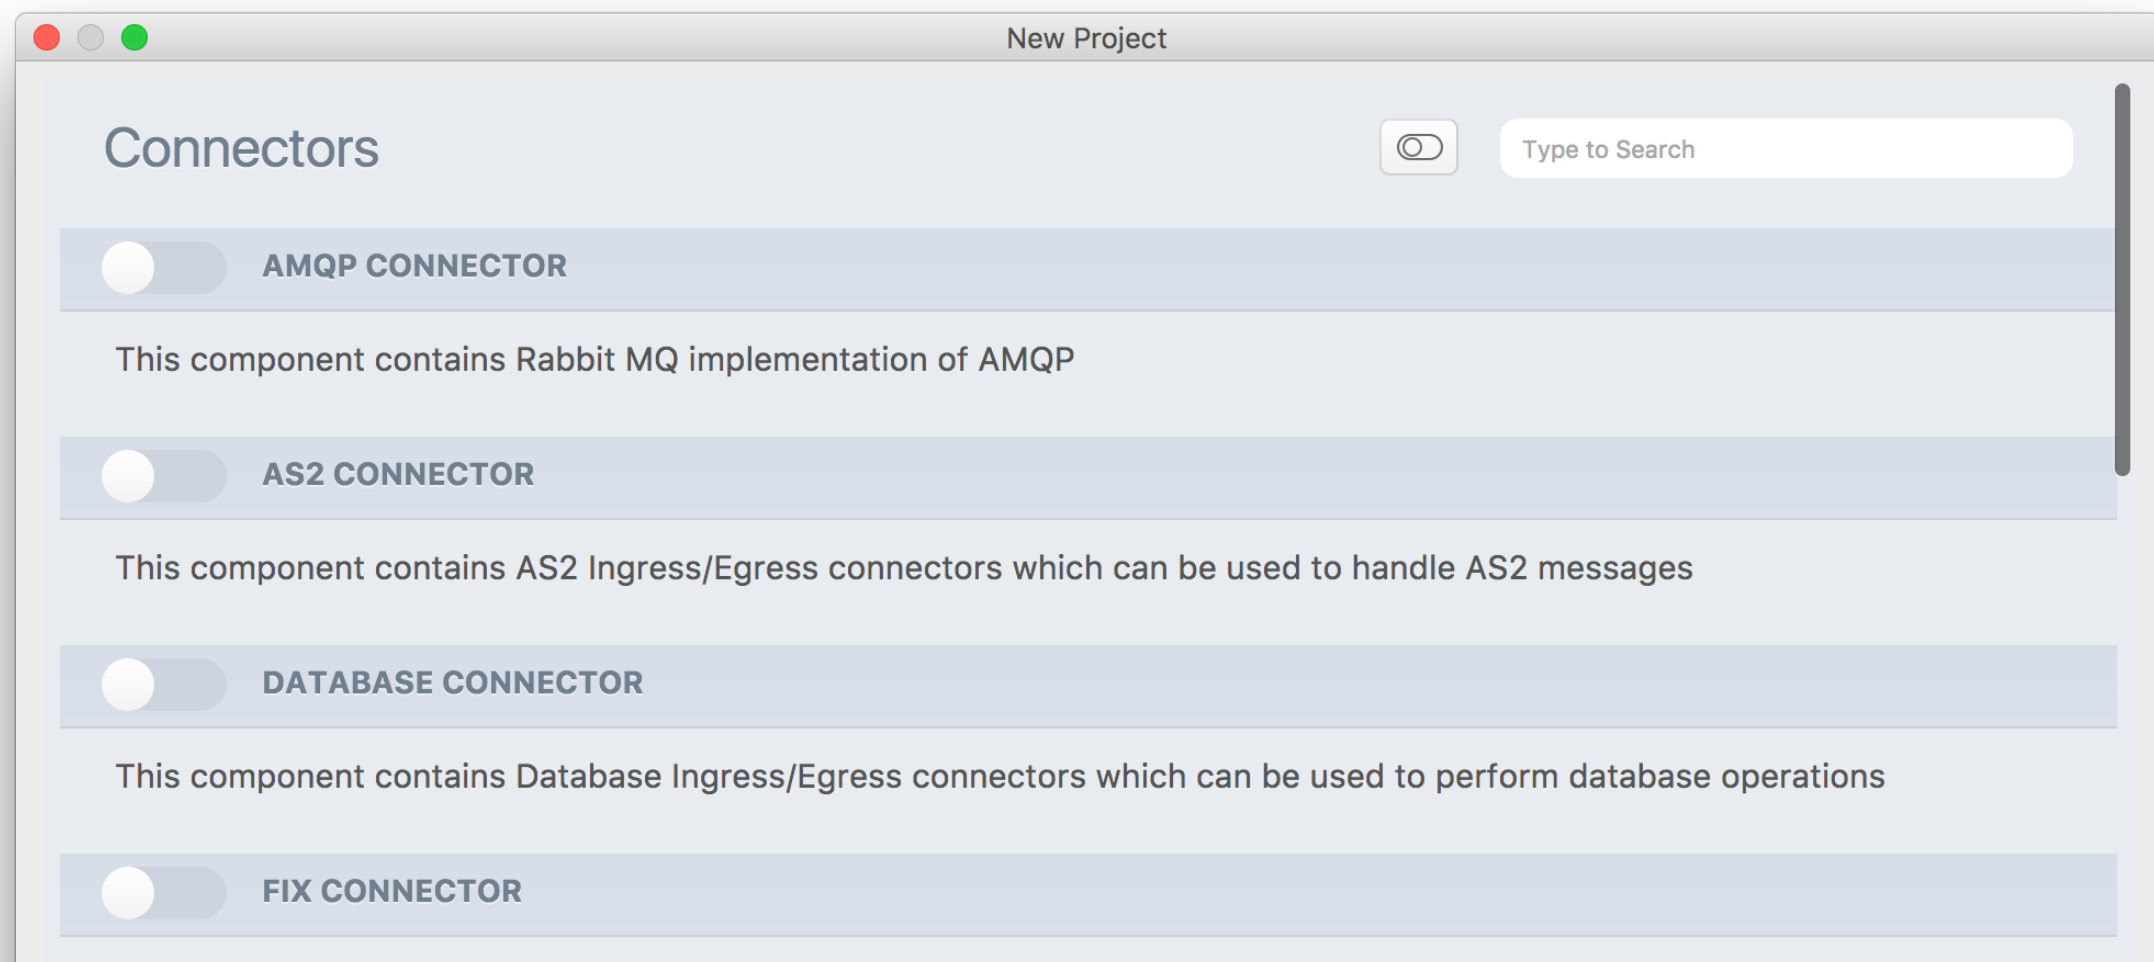 New Project
Connectors
Type to Search
AMQP CONNECTOR
This component contains Rabbit MQ implementation of AMQP
AS2 CONNECTOR
This component contains AS2 Ingress/Egress connectors which can be used to handle AS2 messages
DATABASE CONNECTOR
This component contains Database Ingress/Egress connectors which can be used to perform database operations
FIX CONNECTOR